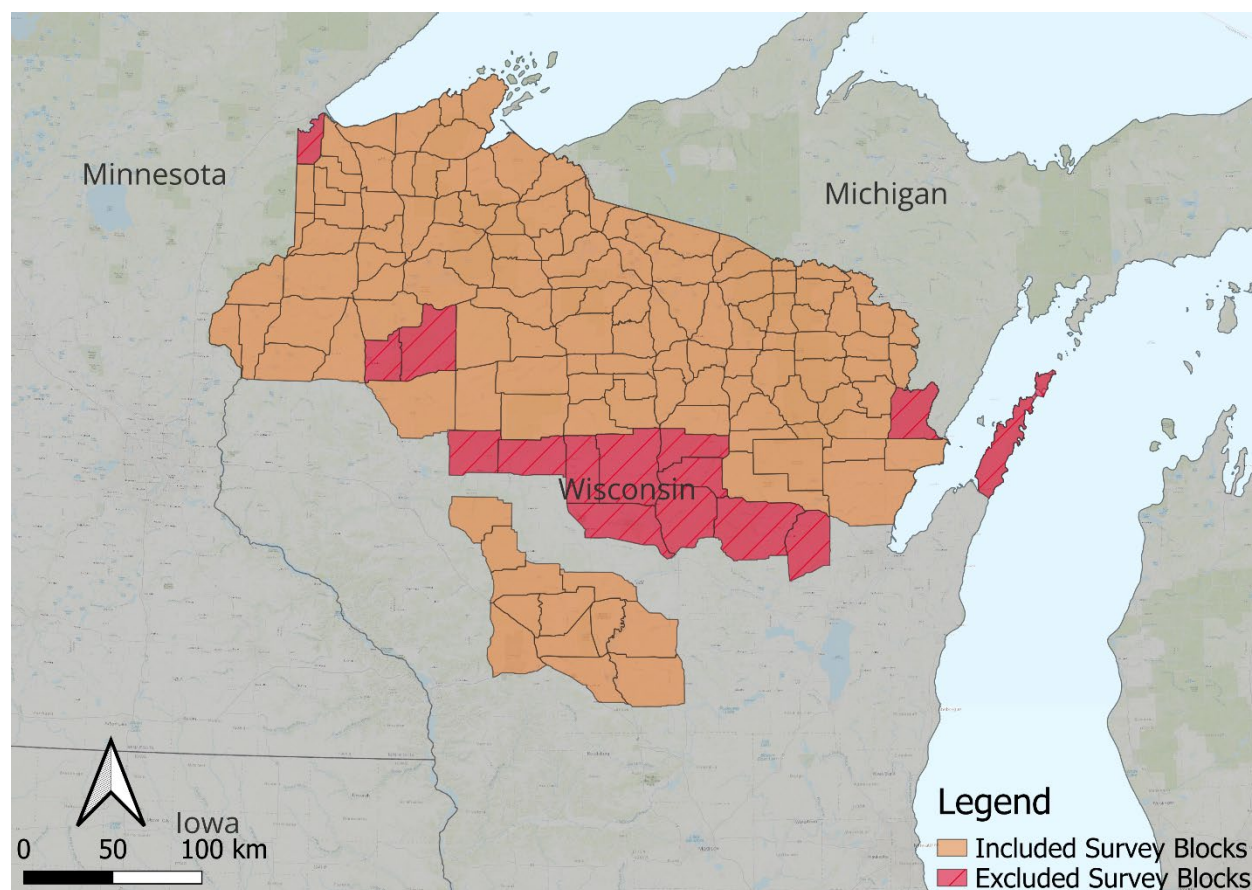 Minnesota
Michigan
Wisconsin
Iowa
0 50 100 km
Legend
Included Survey Blocks
Excluded Survey Blocks